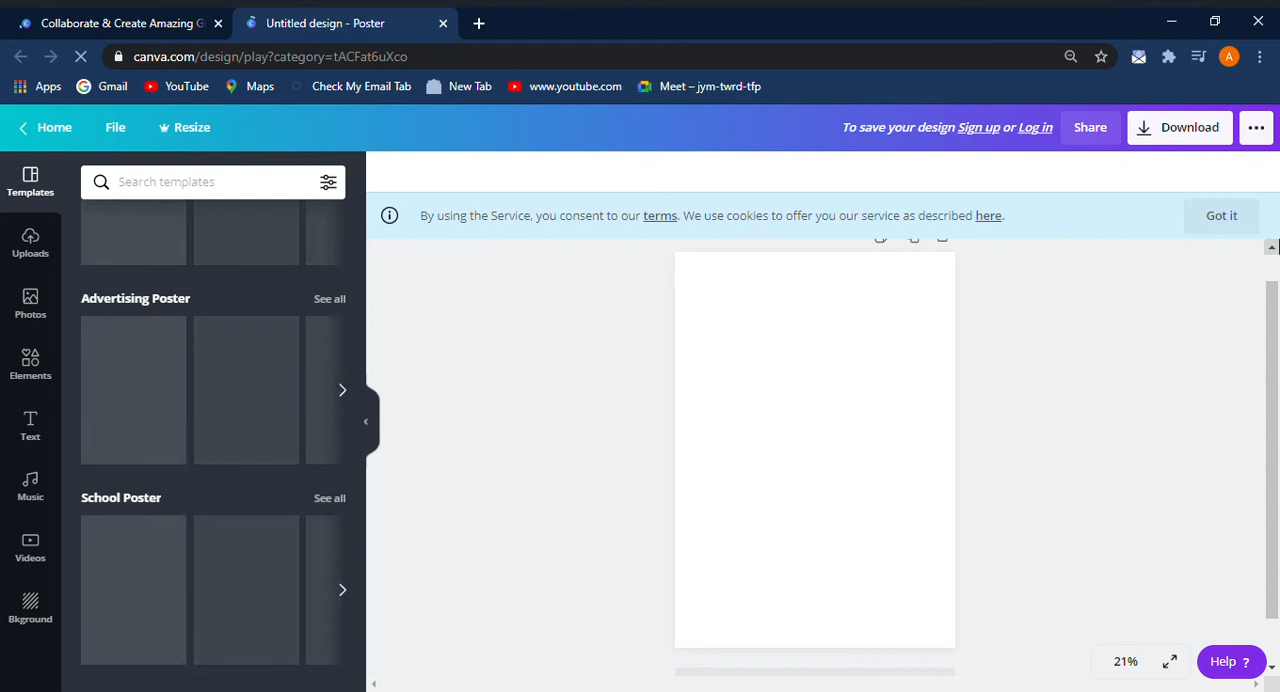 Collaborate & Create Amazing G
Untitled design - Poster
canva.com/design/play?category=tACFat6uXco
A
Apps
Gmail
YouTube
Maps
Check My Email Tab
New Tab
www.youtube.com
Meet – jym-twrd-tfp
Home
File
Resize
To save your design Sign up or Log in
Share
Download
Templates
Search templates
By using the Service, you consent to our terms. We use cookies to offer you our service as described here.
Got it
Uploads
Photos
Advertising Poster
See all
Elements
Text
Music
School Poster
See all
Videos
Bkground
21%
Help ?